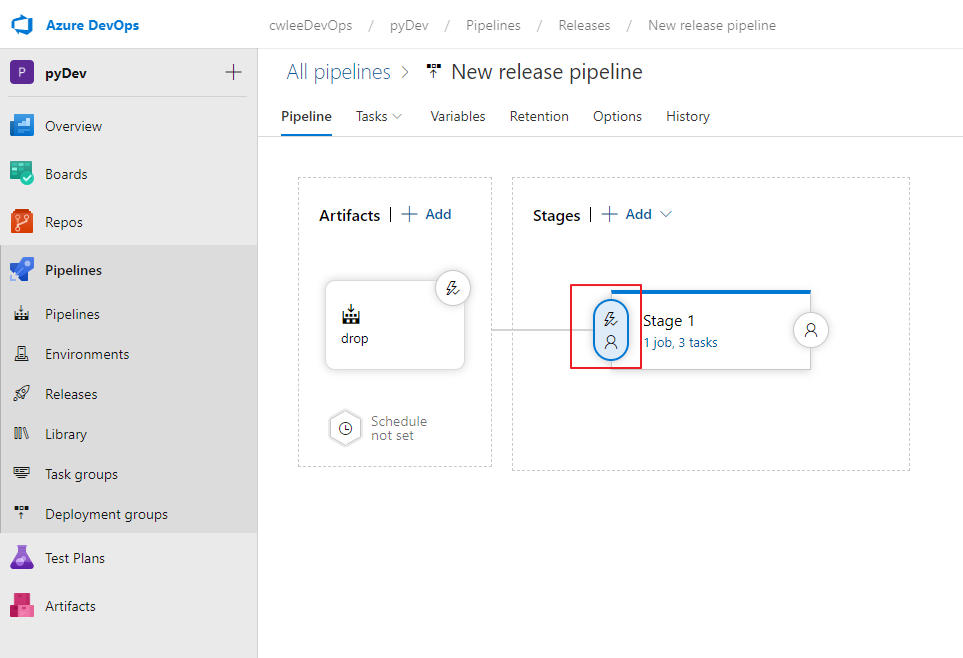 Azure DevOps
cwleeDevOps / pyDev / Pipelines / Releases / New release pipeline
P pyDev
All pipelines > New release pipeline
Pipeline Tasks Variables Retention Options History
Overview
Boards
Repos
Pipelines
Pipelines
Environments
Releases
Library
Task groups
Deployment groups
Test Plans
Artifacts
Artifacts | + Add
drop
Schedule
not set
Stages | + Add
Stage 1
1 job, 3 tasks